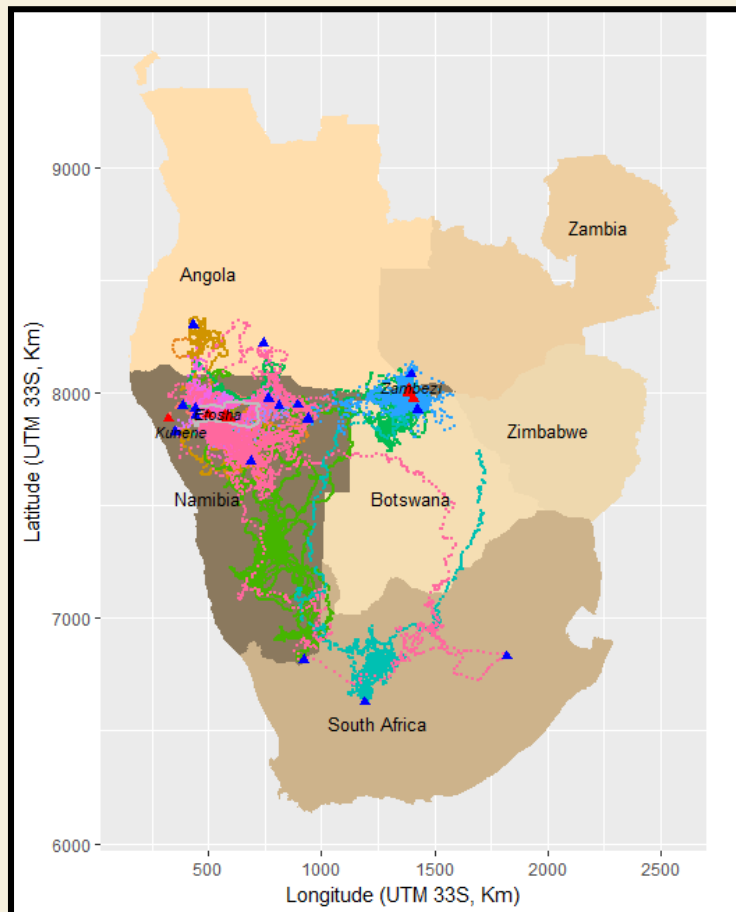 9000
8000
7000
6000
Latitude (UTM 33S, Km)
Zambia
Angola
Zambezi
Etosha
Kunene
Zimbabwe
Namibia
Botswana
South Africa
500 1000 1500 2000 2500
Longitude (UTM 33S, Km)